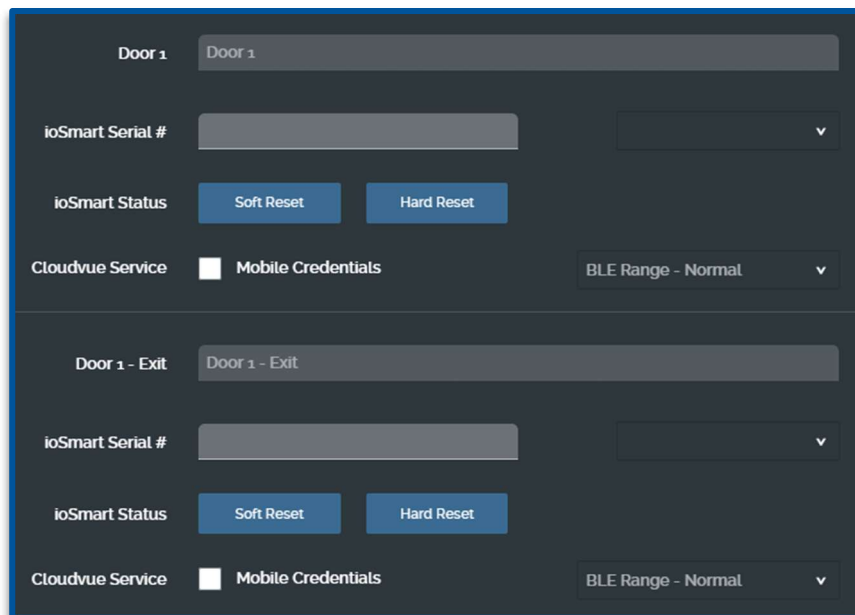 Door 1 Door 1
ioSmart Serial #
ioSmart Status Soft Reset Hard Reset
Cloudvue Service Mobile Credentials BLE Range - Normal
Door 1 - Exit Door 1 - Exit
ioSmart Serial #
ioSmart Status Soft Reset Hard Reset
Cloudvue Service Mobile Credentials BLE Range - Normal